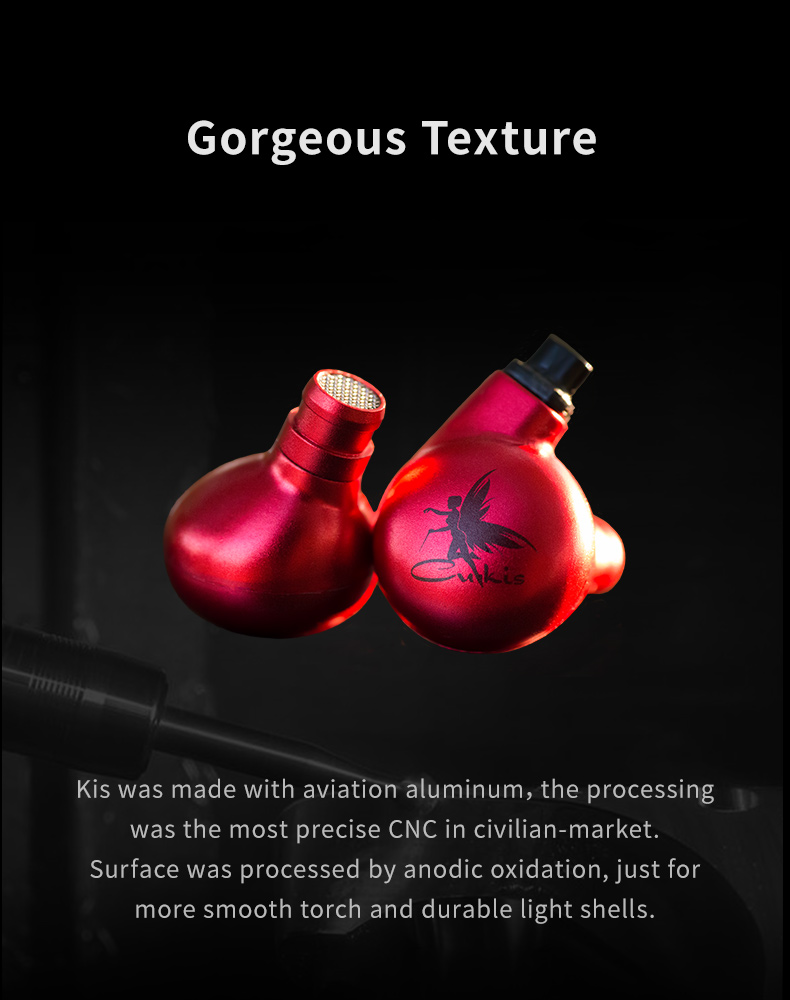 Gorgeous Texture
Cukis
Kis was made with aviation aluminum, the processing
was the most precise CNC in civilian-market.
Surface was processed by anodic oxidation, just for
more smooth torch and durable light shells.